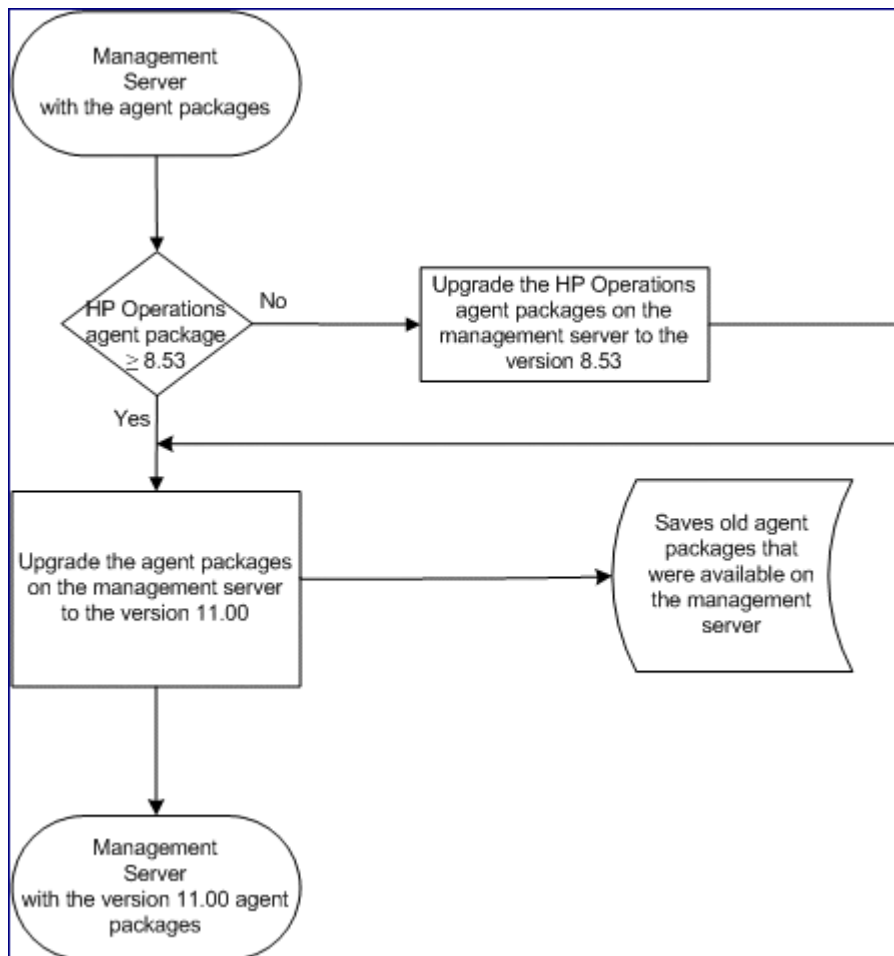 Management
Server
with the agent packages
HP Operations
agent package
≥ 8.53
No
Upgrade the HP Operations
agent packages on the
management server to the
version 8.53
Yes
Upgrade the agent packages
on the management server
to the version 11.00
Saves old agent
packages that
were available on
the management
server
Management
Server
with the version 11.00 agent
packages